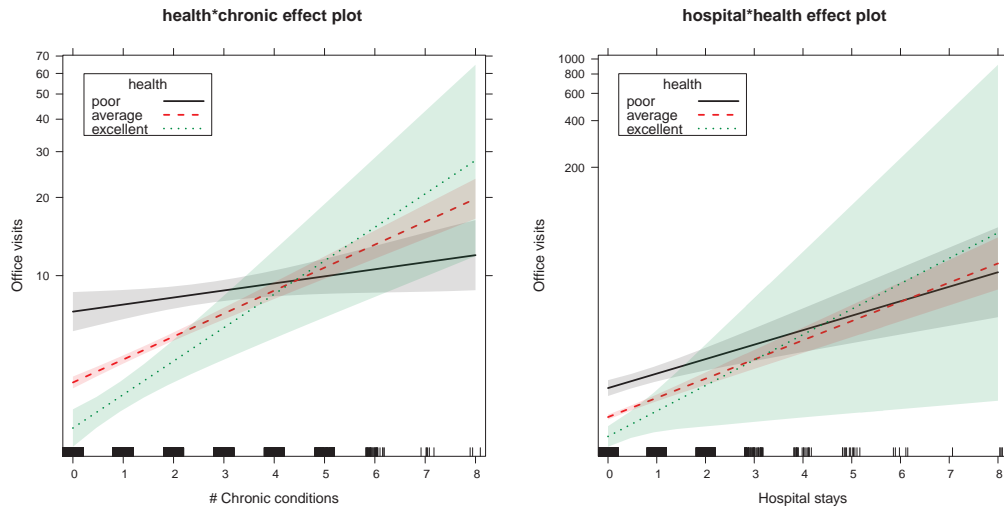 health*chronic effect plot
70
60
50
40
30
20
10
Office visits
health
poor
average
excellent
0 1 2 3 4 5 6 7 8
# Chronic conditions
hospital*health effect plot
1000
800
600
400
200
Office visits
health
poor
average
excellent
0 1 2 3 4 5 6 7 8
Hospital stays